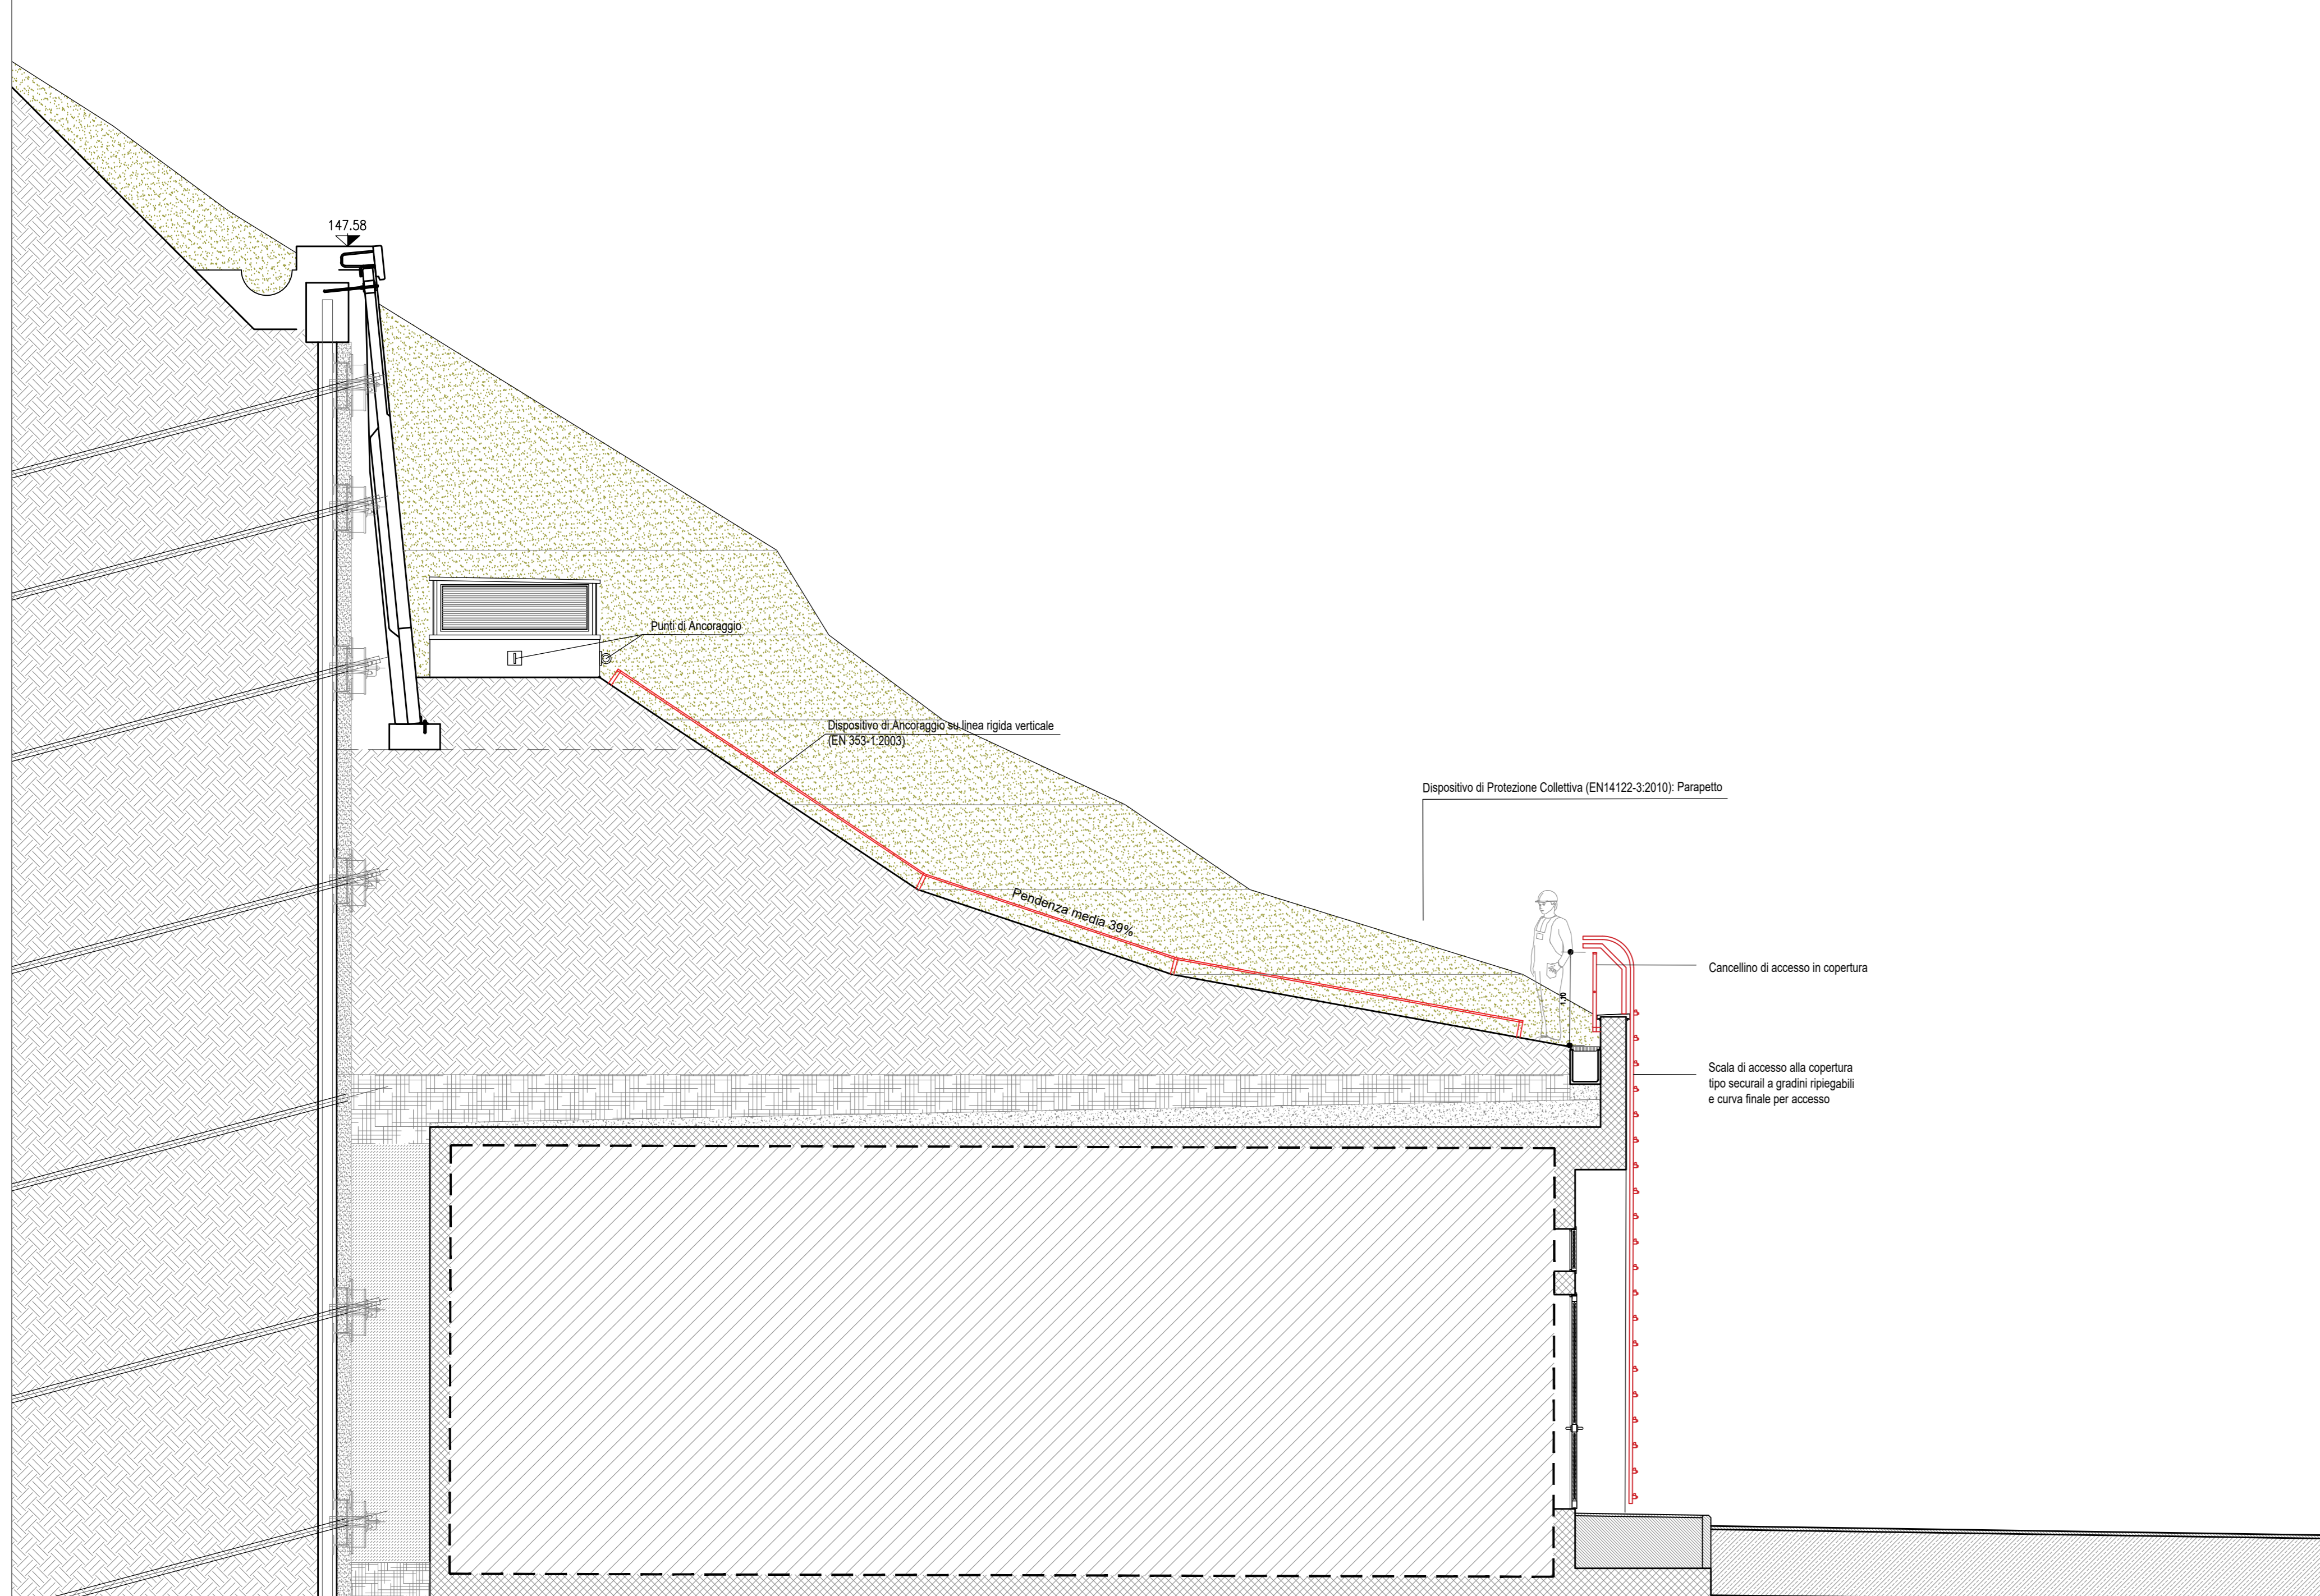 147.58
Punti di Ancoraggio
Dispositivo di Ancoraggio su linea rigida verticale
(EN 353-1:2003)
Dispositivo di Protezione Collettiva (EN14122-3:2010): Parapetto
Pendenza media 39%
Cancellino di accesso in copertura
1,10
Scala di accesso alla copertura
tipo securail a gradini ripiegabili
e curva finale per accesso